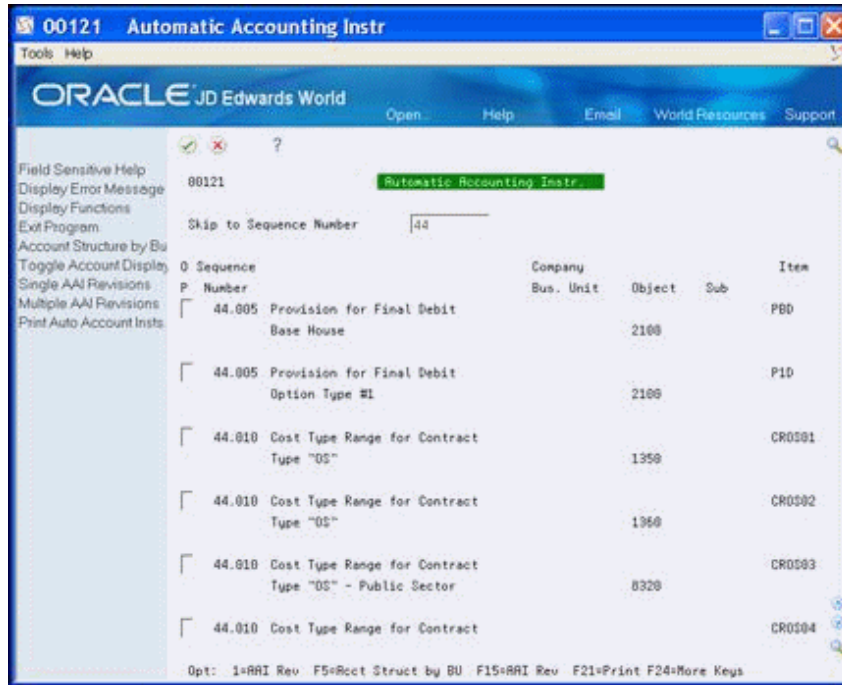 00121 Automatic Accounting Instr
Tools Help
ORACLE JD Edwards World
Open.. Help Email World Resources Support
?
Field Sensitive Help
Display Error Message
Display Functions
Exit Program
Account Structure by Bu
Toggle Account Display
Single AAI Revisions
Multiple AAI Revisions
Print Auto Account Insts
00121 Automatic Accounting Instr.
Skip to Sequence Number 44
O Sequence Company Item
P Number Bus. Unit Object Sub
44.005 Provision for Final Debit PBD
Base House 2100
44.005 Provision for Final Debit P1D
Option Type #1 2100
44.010 Cost Type Range for Contract CROS01
Type "OS" 1350
44.010 Cost Type Range for Contract CROS02
Type "OS" 1360
44.010 Cost Type Range for Contract CROS03
Type "OS" - Public Sector 8320
44.010 Cost Type Range for Contract CROS04
Opt: 1=AAI Rev F5=Acct Struct by BU F15=AAI Rev F21=Print F24=More Keys